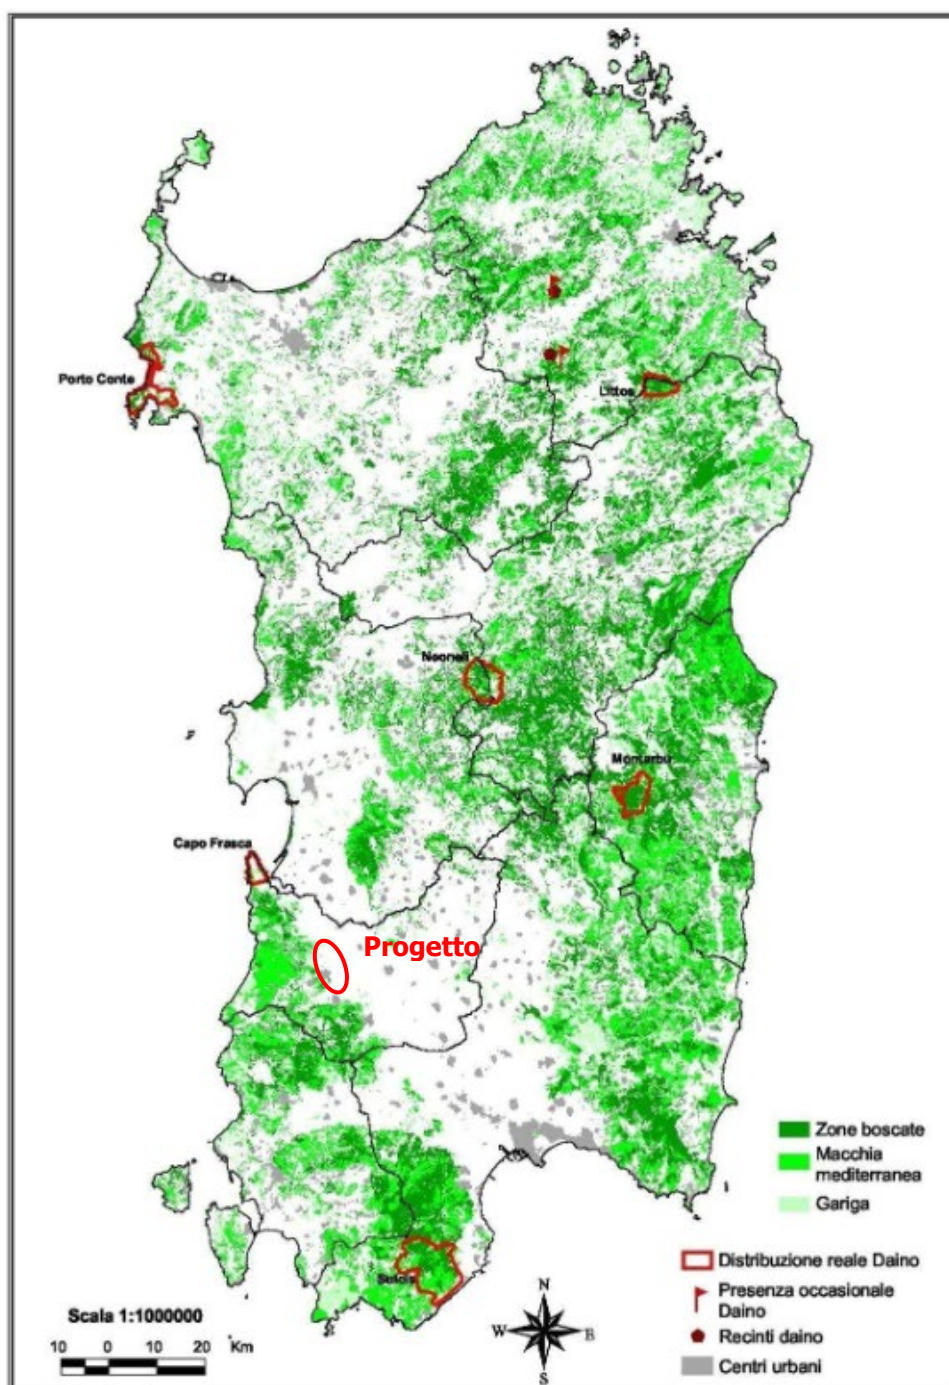 Porto Conte
Littos
Neoneli
Montarbu
Capo Frasca
Progetto
Zone boscate
Macchia
mediterranea
Gariga
Sulcis
Distribuzione reale Daino
Presenza occasionale
Daino
Recinti daino
Centri urbani
Scala 1:1000000
10 0 10 20 Km
N
W E
S